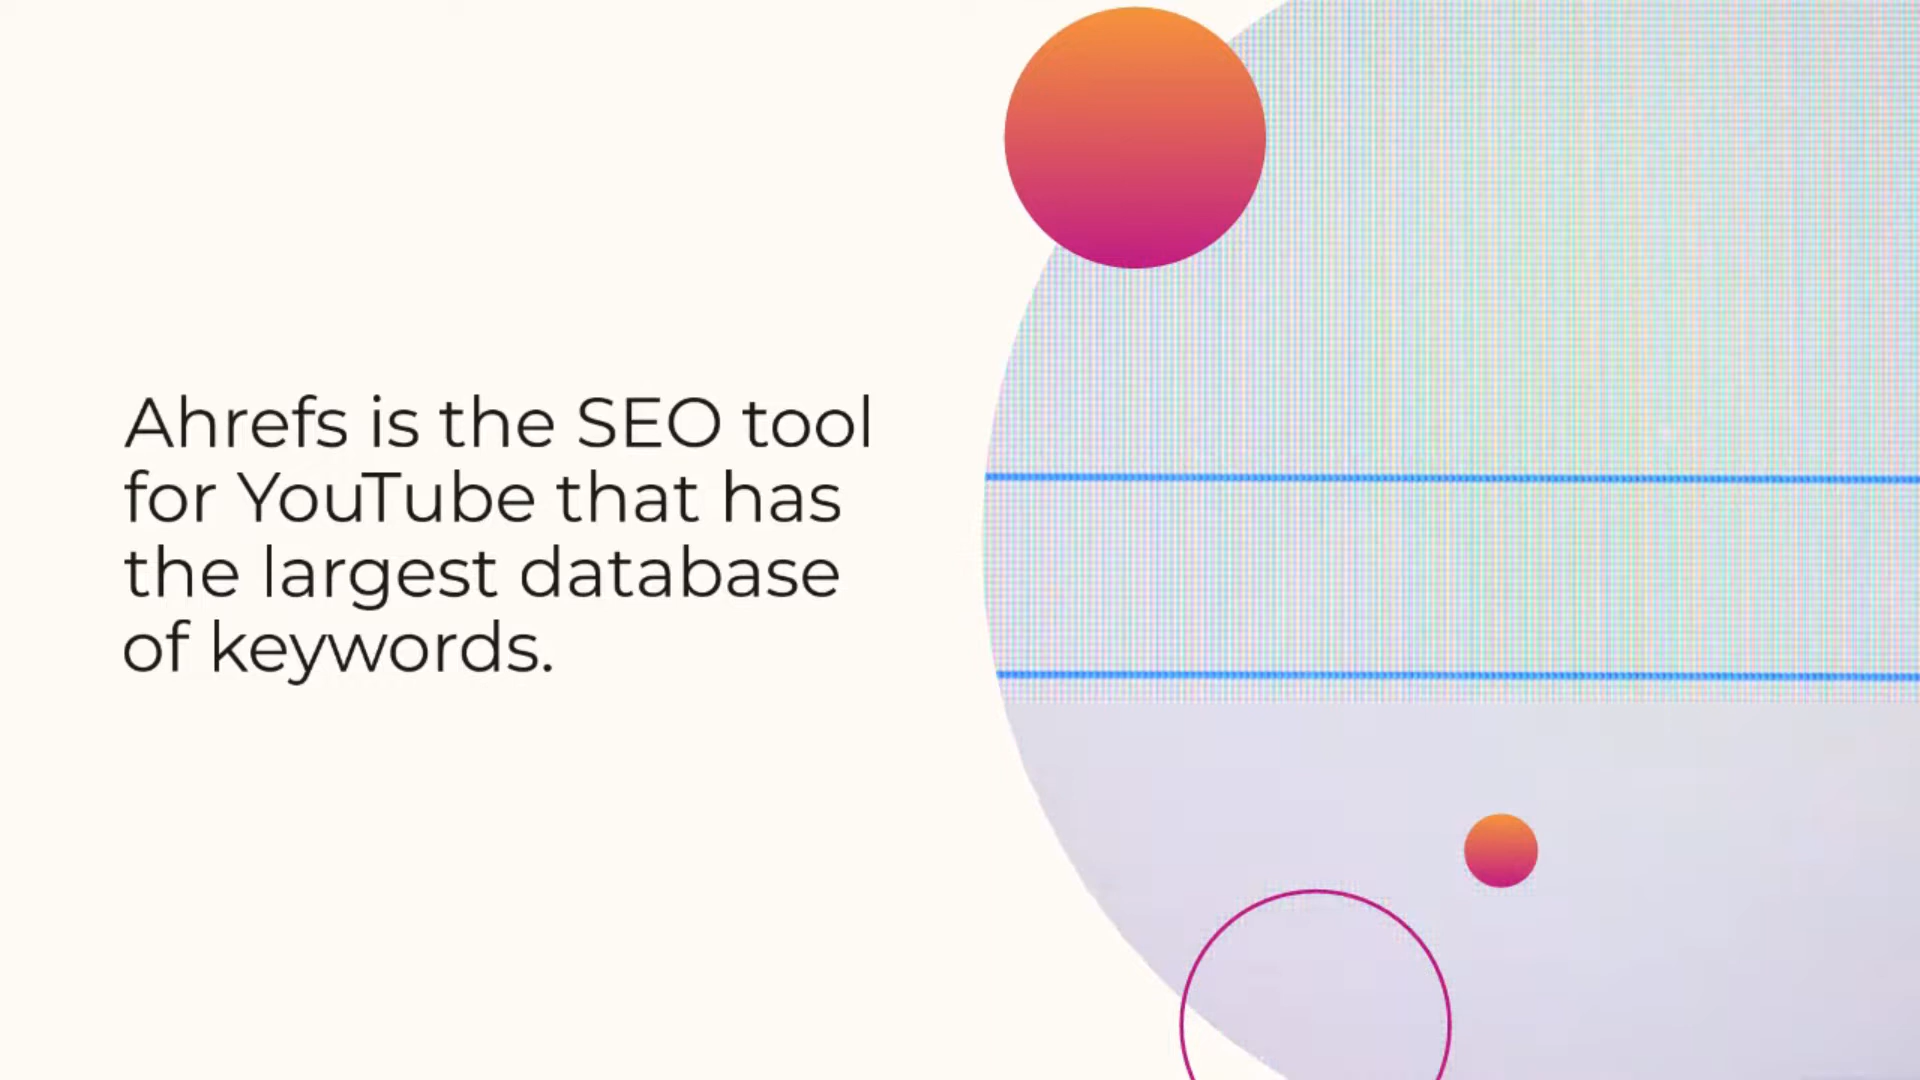 Ahrefs is the SEO tool
for YouTube that has
the largest database
of keywords.